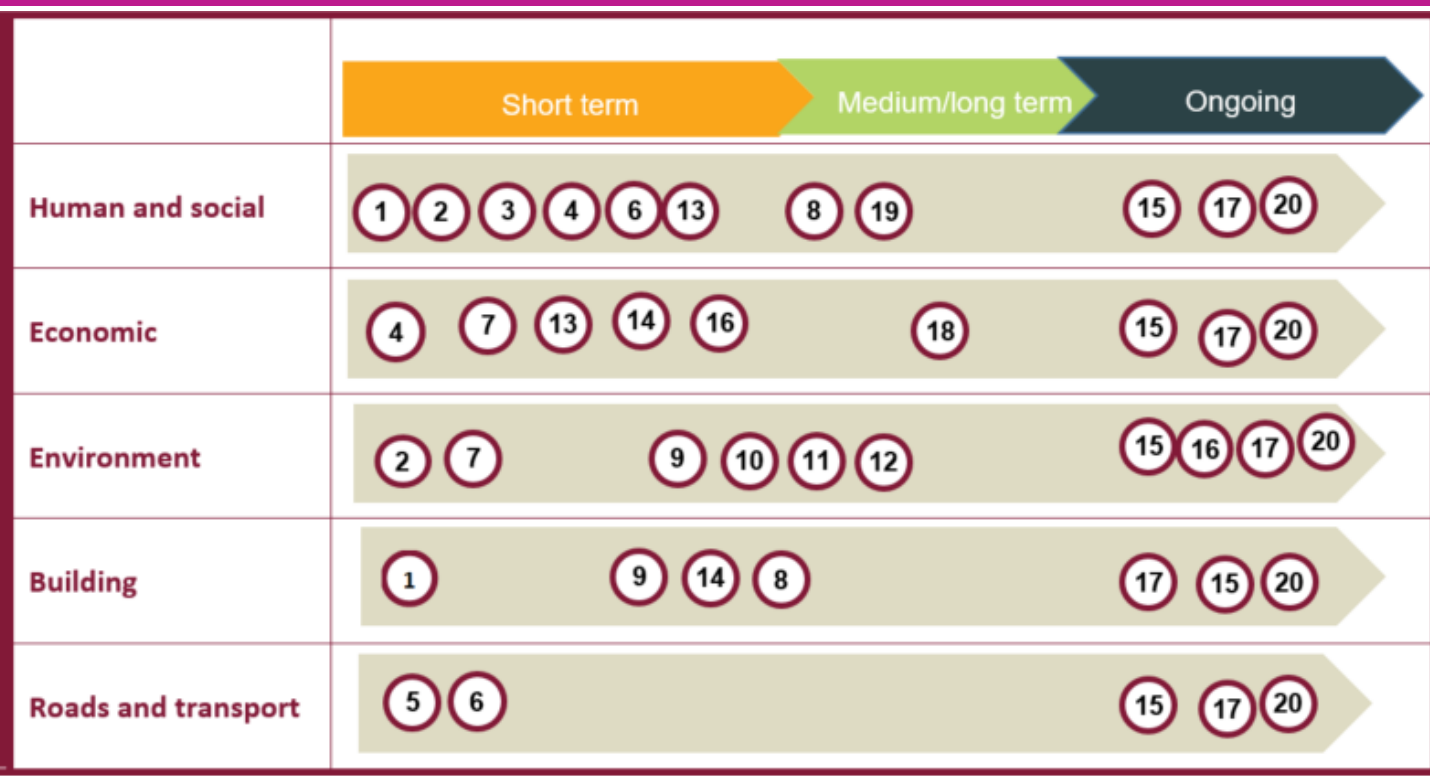 Short term Medium/long term Ongoing
Human and social 1 2 3 4 6 13 8 19 15 17 20
Economic 4 7 13 14 16 18 15 17 20
Environment 2 7 9 10 11 12 15 16 17 20
Building 1 9 14 8 17 15 20
Roads and transport 5 6 15 17 20